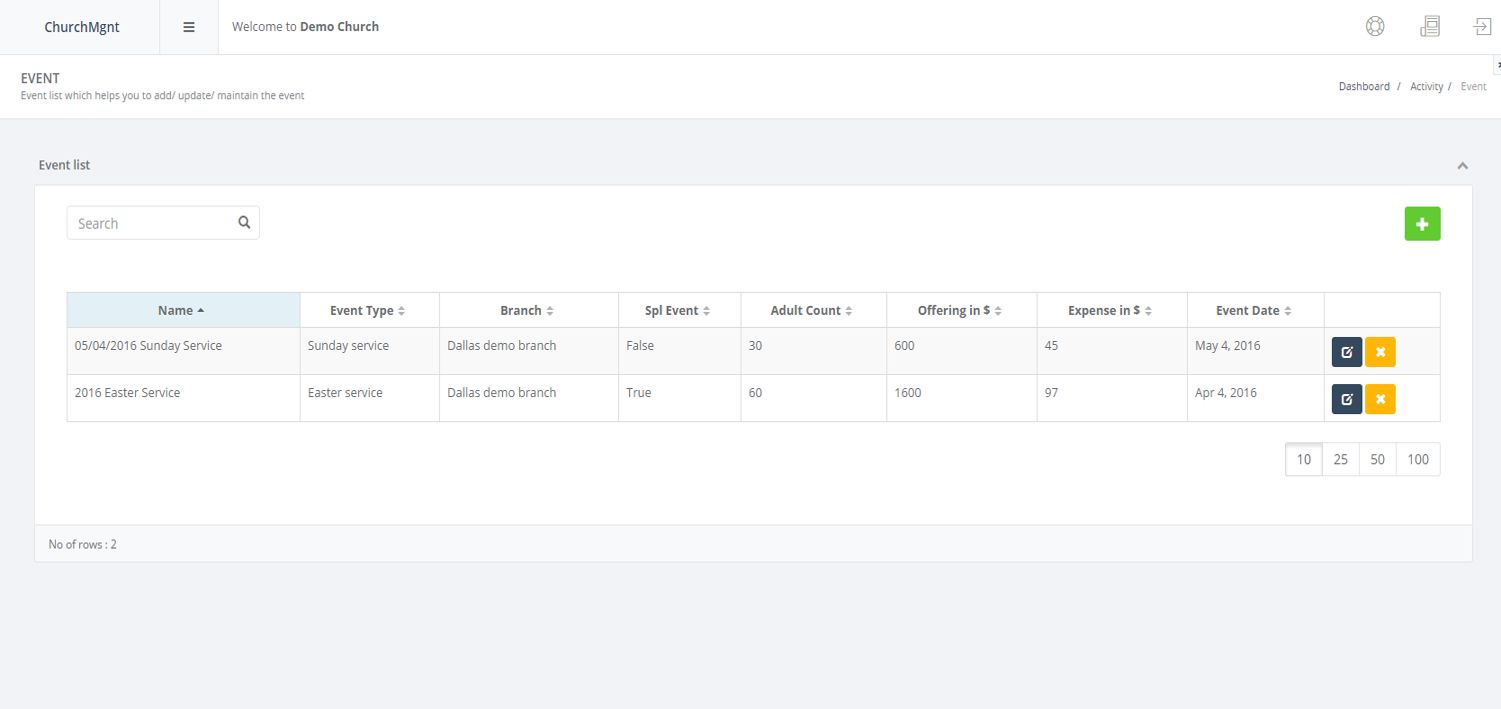 ChurchMgnt
Welcome to Demo Church
EVENT
Event list which helps you to add/ update/ maintain the event
Dashboard / Activity / Event
Event list
Search
Name Event Type Branch Spl Event Adult Count Offering in $ Expense in $ Event Date
05/04/2016 Sunday Service Sunday service Dallas demo branch False 30 600 45 May 4, 2016
2016 Easter Service Easter service Dallas demo branch True 60 1600 97 Apr 4, 2016
10 25 50 100
No of rows : 2